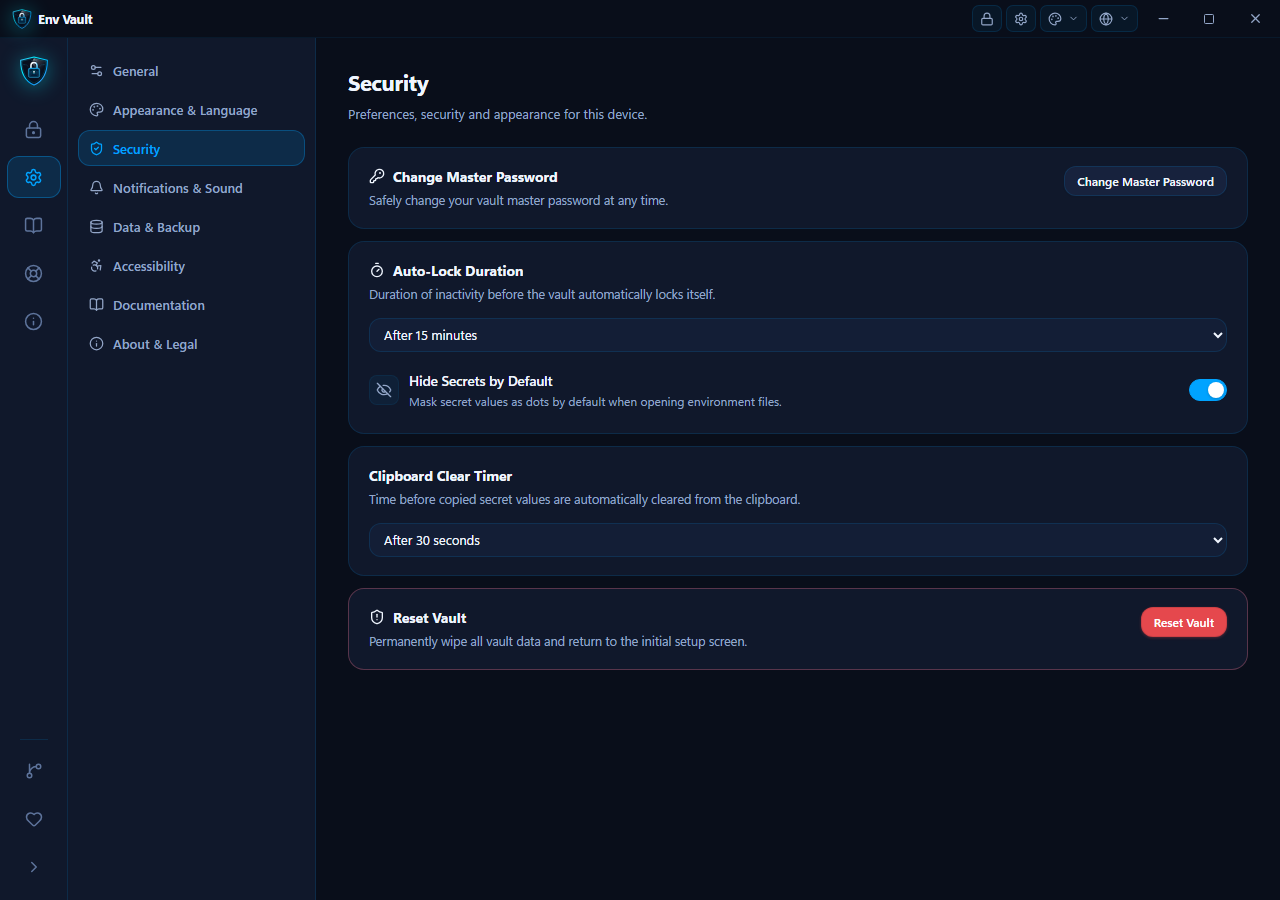 Env Vault
General
Appearance & Language
Security
Notifications & Sound
Data & Backup
Accessibility
Documentation
About & Legal
Security
Preferences, security and appearance for this device.
Change Master Password
Safely change your vault master password at any time.
Change Master Password
Auto-Lock Duration
Duration of inactivity before the vault automatically locks itself.
After 15 minutes
Hide Secrets by Default
Mask secret values as dots by default when opening environment files.
Clipboard Clear Timer
Time before copied secret values are automatically cleared from the clipboard.
After 30 seconds
Reset Vault
Permanently wipe all vault data and return to the initial setup screen.
Reset Vault